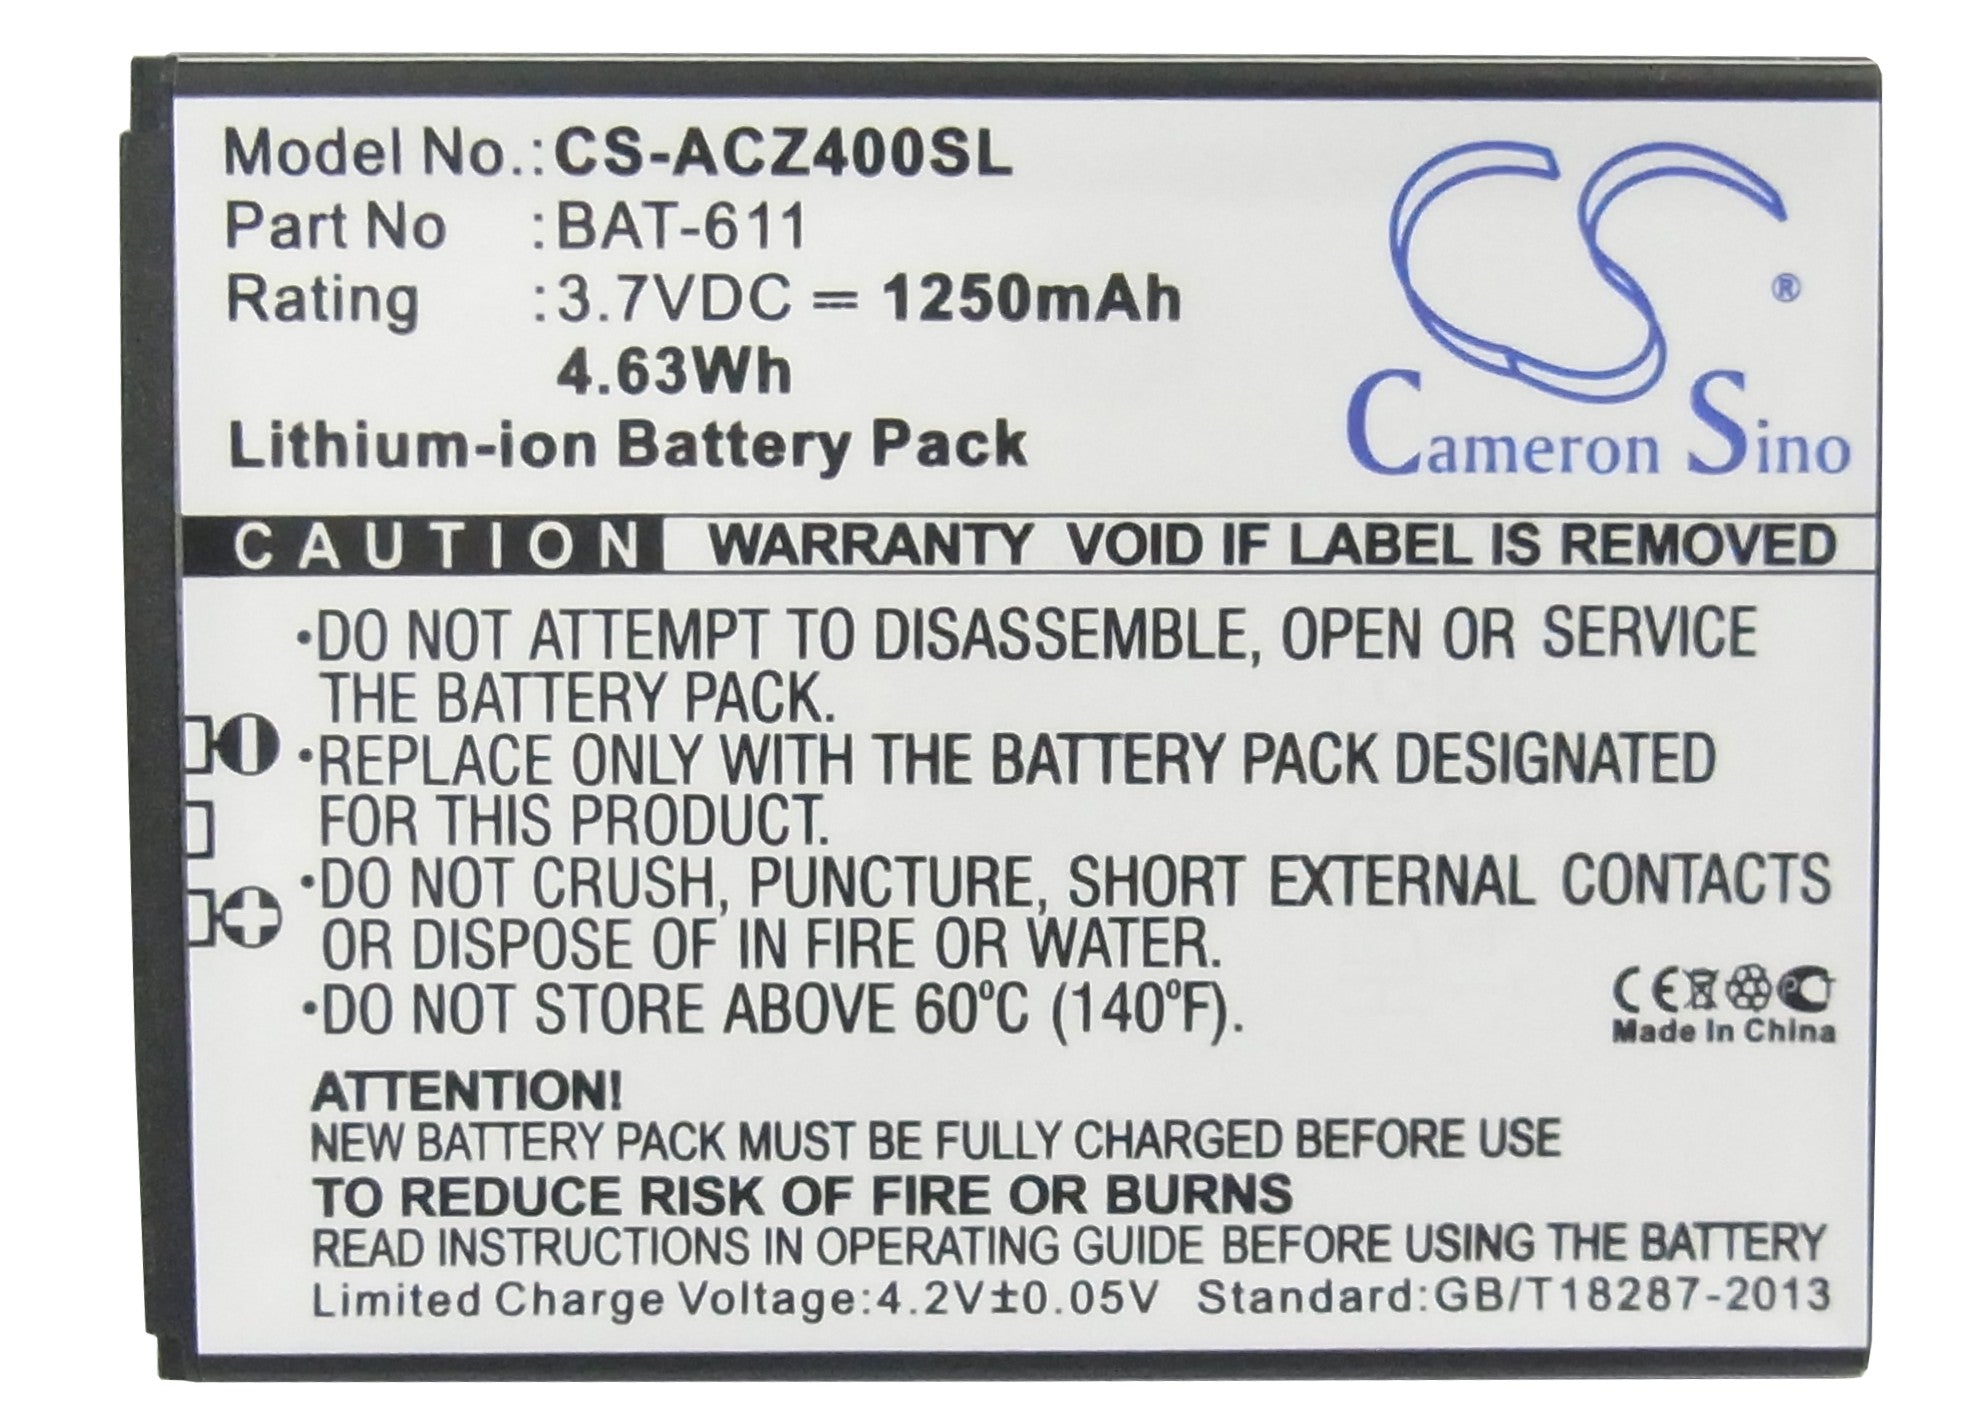 Model No.:CS-ACZ400SL
Part No :BAT-611
Rating :3.7VDC = 1250mAh
4.63Wh
Lithium-ion Battery Pack
CS ®
Cameron Sino
CAUTION WARRANTY VOID IF LABEL IS REMOVED
•DO NOT ATTEMPT TO DISASSEMBLE, OPEN OR SERVICE
THE BATTERY PACK.
•REPLACE ONLY WITH THE BATTERY PACK DESIGNATED
FOR THIS PRODUCT.
•DO NOT CRUSH, PUNCTURE, SHORT EXTERNAL CONTACTS
OR DISPOSE OF IN FIRE OR WATER.
•DO NOT STORE ABOVE 60ºC (140ºF).
CE
Made In China
ATTENTION!
NEW BATTERY PACK MUST BE FULLY CHARGED BEFORE USE
TO REDUCE RISK OF FIRE OR BURNS
READ INSTRUCTIONS IN OPERATING GUIDE BEFORE USING THE BATTERY
Limited Charge Voltage:4.2V±0.05V Standard:GB/T18287-2013